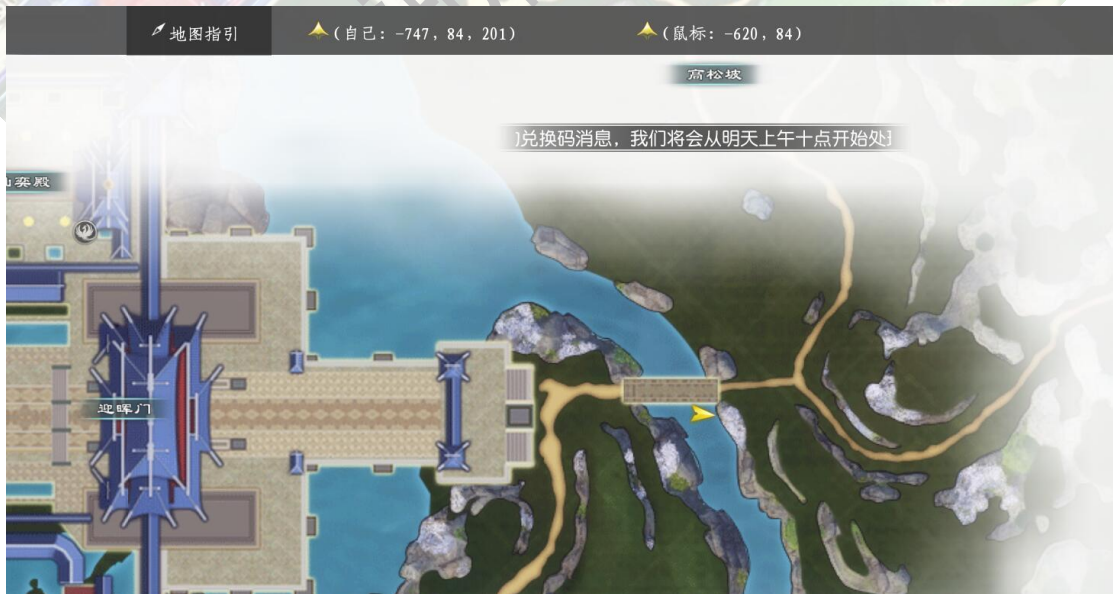 地图指引
(自己: -747, 84, 201)
(鼠标: -620, 84)
高松坡
兑换码消息，我们将会从明天上午十点开始处
弈殿
迎晖门